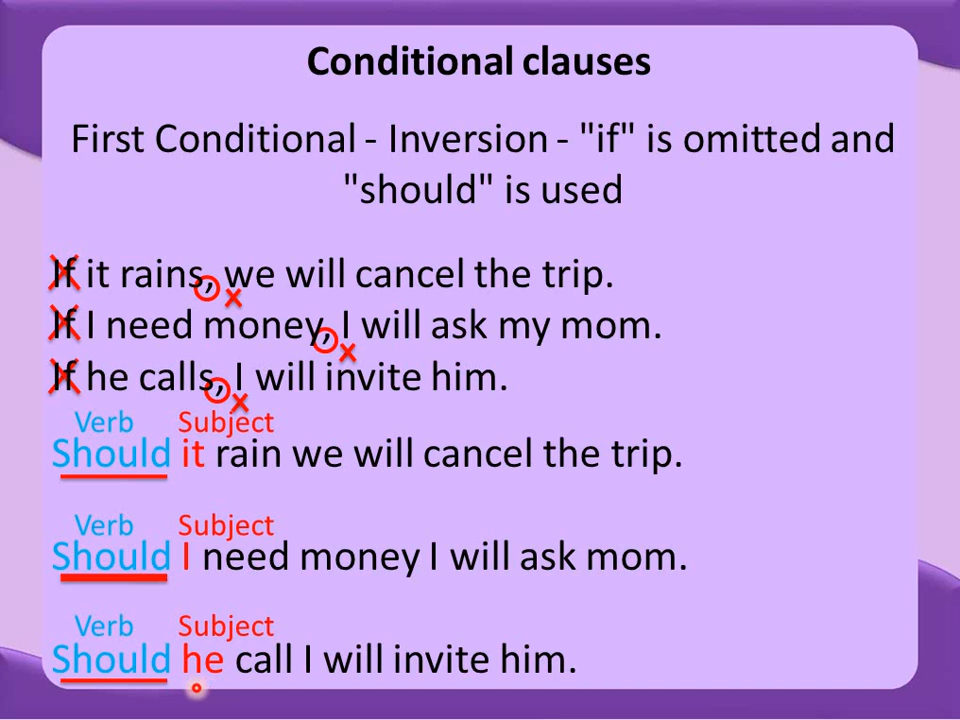 Conditional clauses
First Conditional - Inversion - "if" is omitted and
"should" is used
If it rains, we will cancel the trip.
If I need money, I will ask my mom.
If he calls, I will invite him.
Verb Subject
Should it rain we will cancel the trip.
Verb Subject
Should I need money I will ask mom.
Verb Subject
Should he call I will invite him.